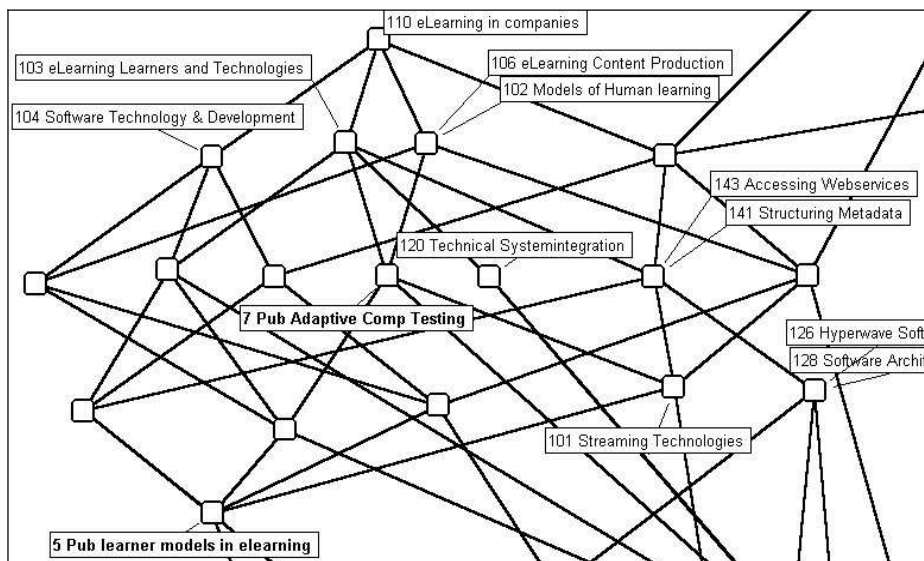 110 eLearning in companies
103 eLearning Learners and Technologies
106 eLearning Content Production
102 Models of Human learning
104 Software Technology & Development
143 Accessing Webservices
141 Structuring Metadata
120 Technical Systemintegration
7 Pub Adaptive Comp Testing
126 Hyperwave Soft
128 Software Archit
101 Streaming Technologies
5 Pub learner models in elearning